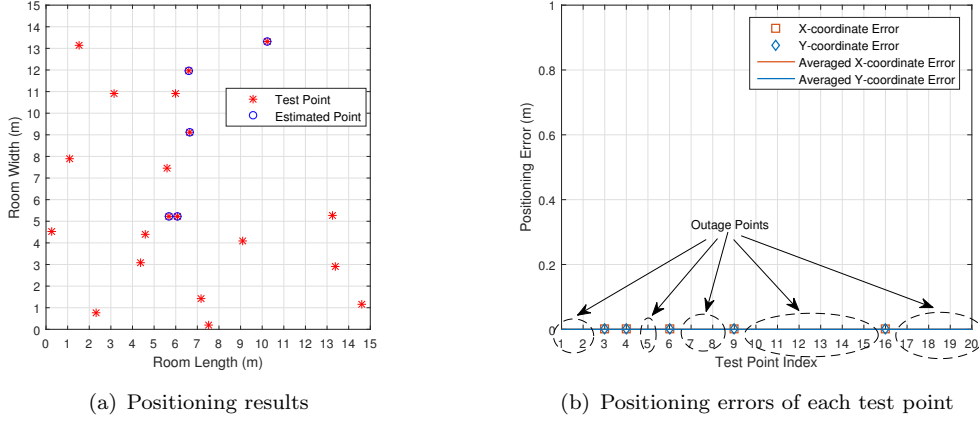 15
14
13
12
11
10
9
8
7
6
5
4
3
2
1
0
Room Width (m)
Test Point
Estimated Point
0 1 2 3 4 5 6 7 8 9 10 11 12 13 14 15
Room Length (m)
(a) Positioning results
1
0.8
0.6
0.4
0.2
0
Positioning Error (m)
X-coordinate Error
Y-coordinate Error
Averaged X-coordinate Error
Averaged Y-coordinate Error
Outage Points
1 2 3 4 5 6 7 8 9 10 11 12 13 14 15 16 17 18 19 20
Test Point Index
(b) Positioning errors of each test point